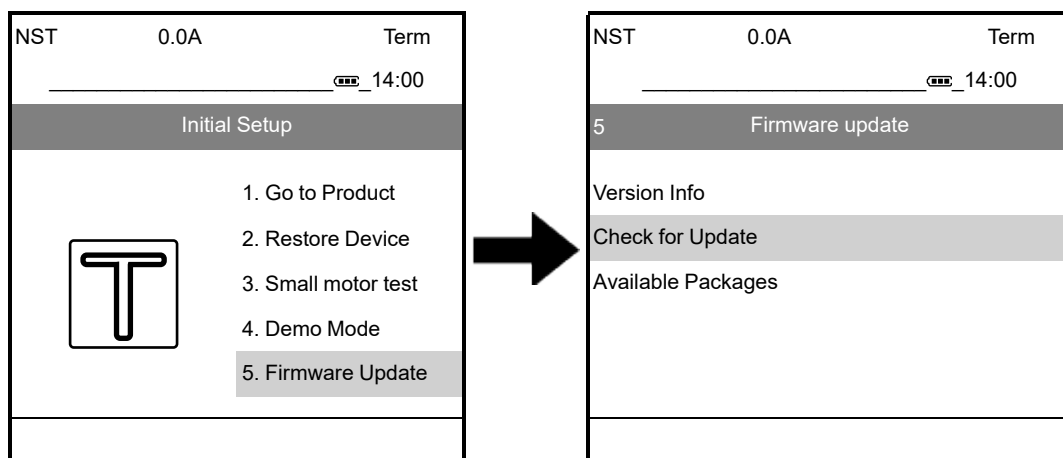 NST 0.0A Term
_14:00
Initial Setup
1. Go to Product
2. Restore Device
3. Small motor test
4. Demo Mode
5. Firmware Update
T
NST 0.0A Term
_14:00
5 Firmware update
Version Info
Check for Update
Available Packages